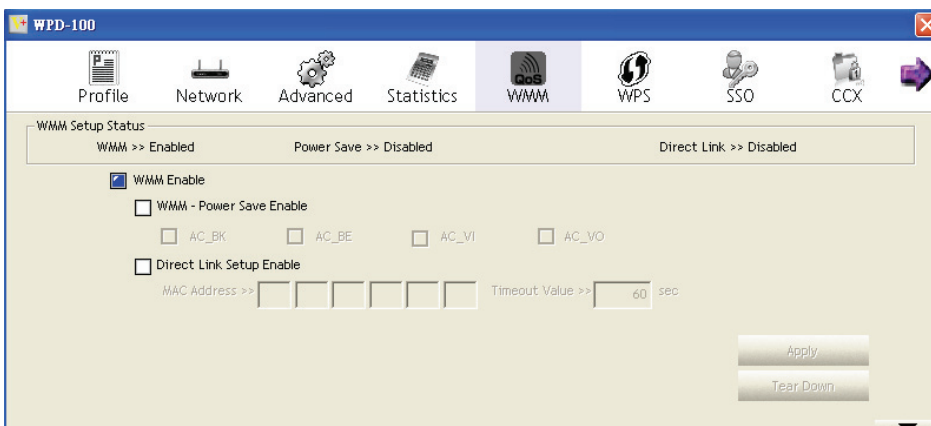 WPD-100
Profile Network Advanced Statistics QoS WMM WPS SSO CCX
WMM Setup Status
WMM >> Enabled Power Save >> Disabled Direct Link >> Disabled
WMM Enable
WMM - Power Save Enable
AC_BK AC_BE AC_VI AC_VO
Direct Link Setup Enable
MAC Address >> Timeout Value >> 60 sec
Apply
Tear Down